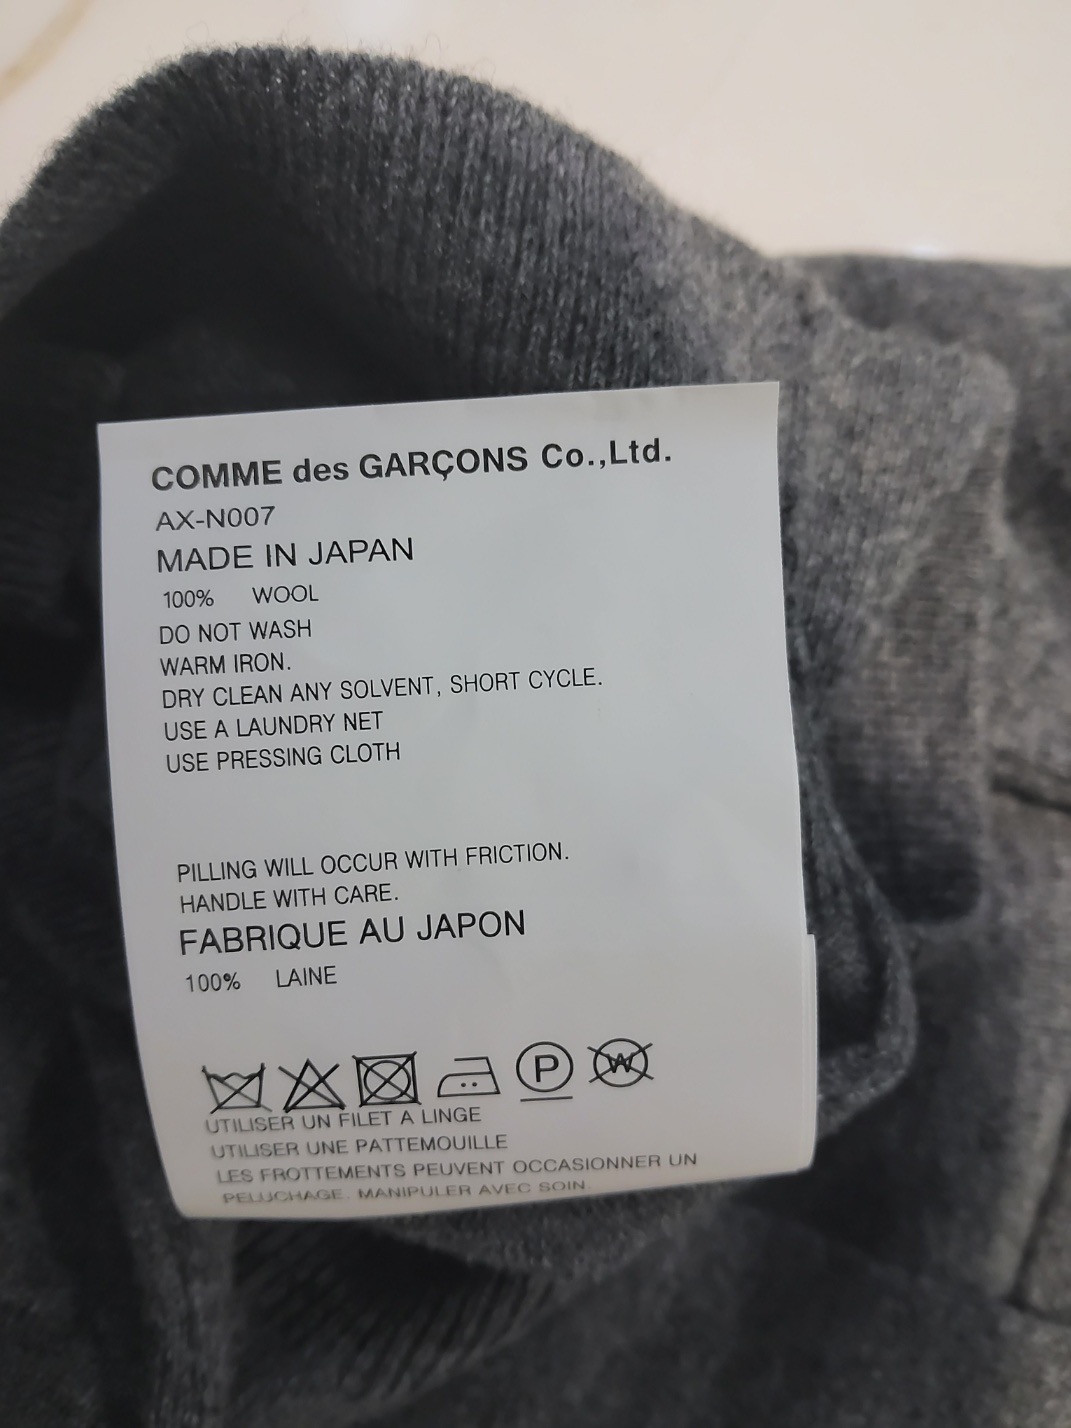 COMME des GARÇONS Co.,Ltd.
AX-N007
MADE IN JAPAN
100% WOOL
DO NOT WASH
WARM IRON.
DRY CLEAN ANY SOLVENT, SHORT CYCLE.
USE A LAUNDRY NET
USE PRESSING CLOTH
PILLING WILL OCCUR WITH FRICTION.
HANDLE WITH CARE.
FABRIQUE AU JAPON
100% LAINE
P W
UTILISER UN FILET A LINGE
UTILISER UNE PATTEMOUILLE
LES FROTTEMENTS PEUVENT OCCASIONNER UN
PELUCHAGE. MANIPULER AVEC SOIN.